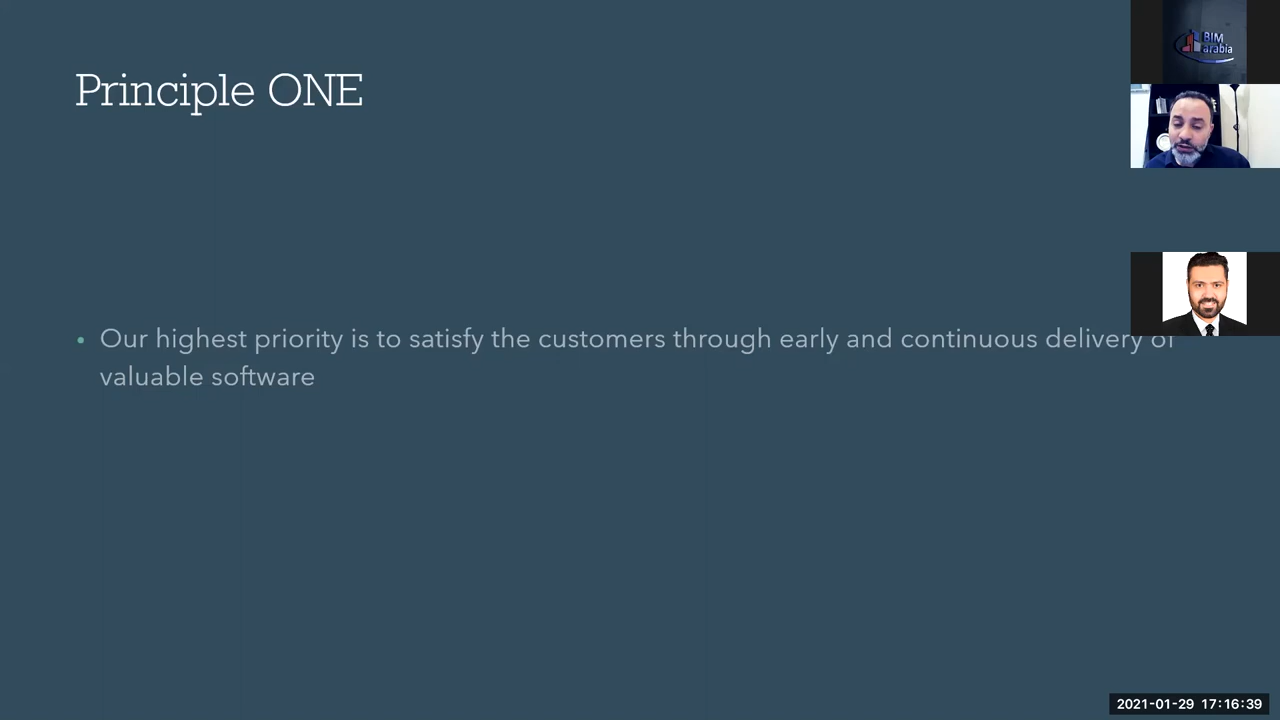 Principle ONE
BIM
arabia
• Our highest priority is to satisfy the customers through early and continuous delivery of
valuable software
2021-01-29 17:16:39